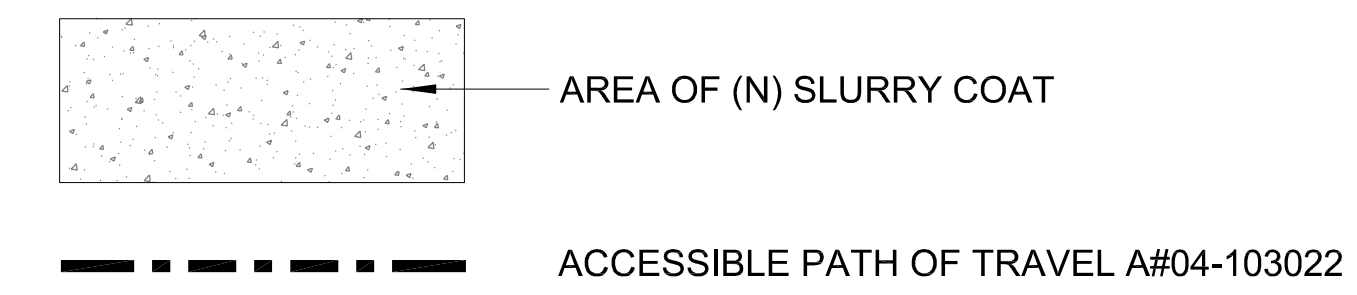 AREA OF (N) SLURRY COAT
ACCESSIBLE PATH OF TRAVEL A#04-103022